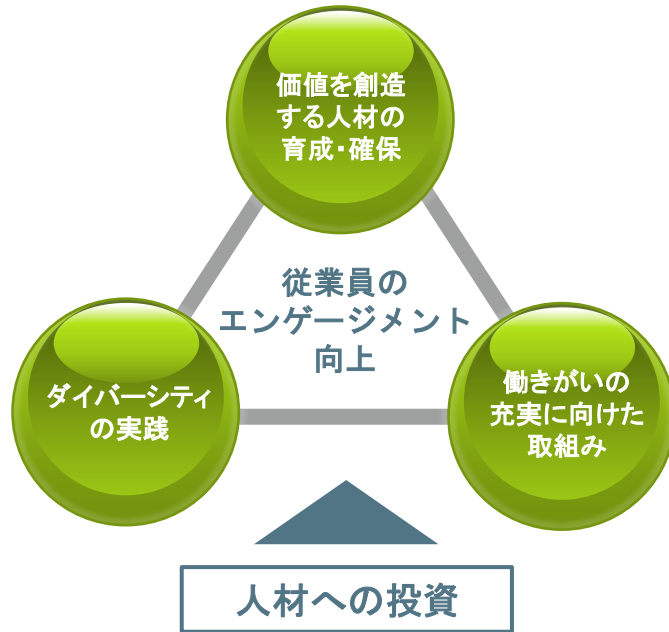 価値を創造
する人材の
育成・確保
従業員の
エンゲージメント
向上
ダイバーシティ
の実践
働きがいの
充実に向けた
取組み
人材への投資